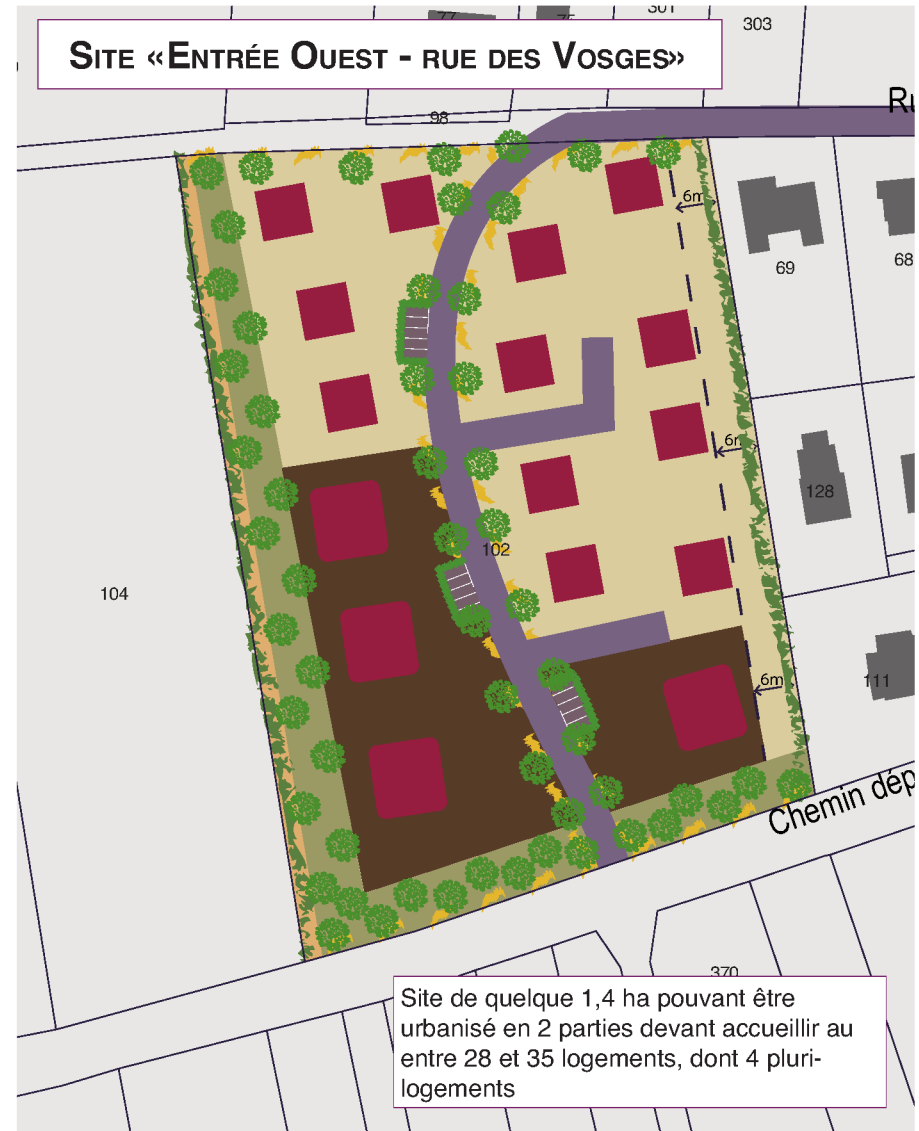 77 75 301
303
SITE «ENTRÉE OUEST - RUE DES VOSGES»
Ru
98
6m
69
68
6m
128
102
104
6m
111
Chemin dép
370
Site de quelque 1,4 ha pouvant être
urbanisé en 2 parties devant accueillir au
entre 28 et 35 logements, dont 4 pluri-
logements